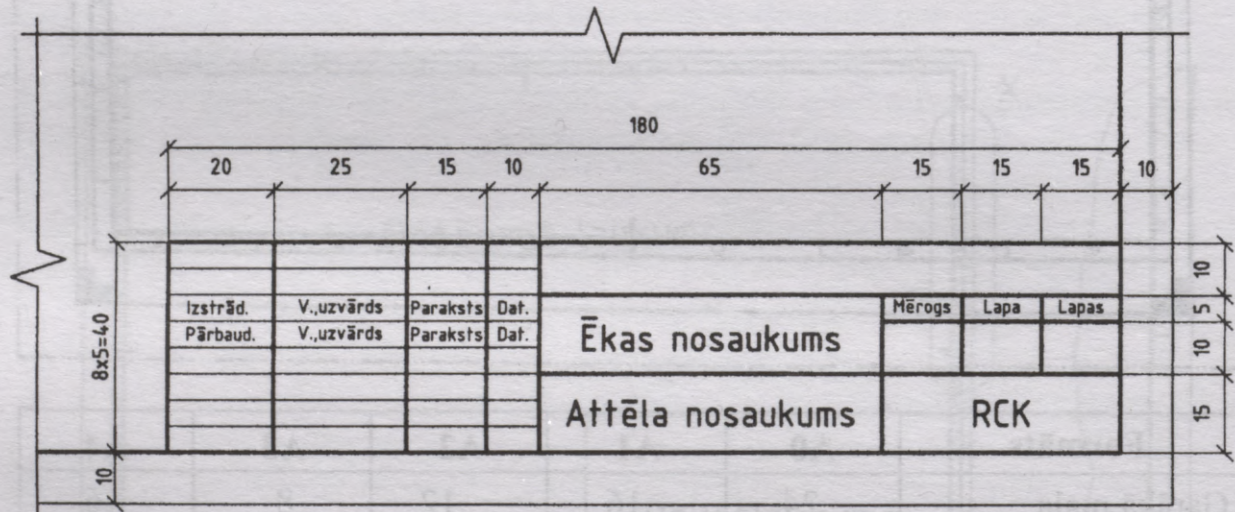 180
20 25 15 10 65 15 15 15 10
10
Izstrād. V.,uzvārds Paraksts Dat. Mērogs Lapa Lapas 5
Pārbaud. V.,uzvārds Paraksts Dat. Ēkas nosaukums 10
8x5=40
Attēla nosaukums RCK 15
10